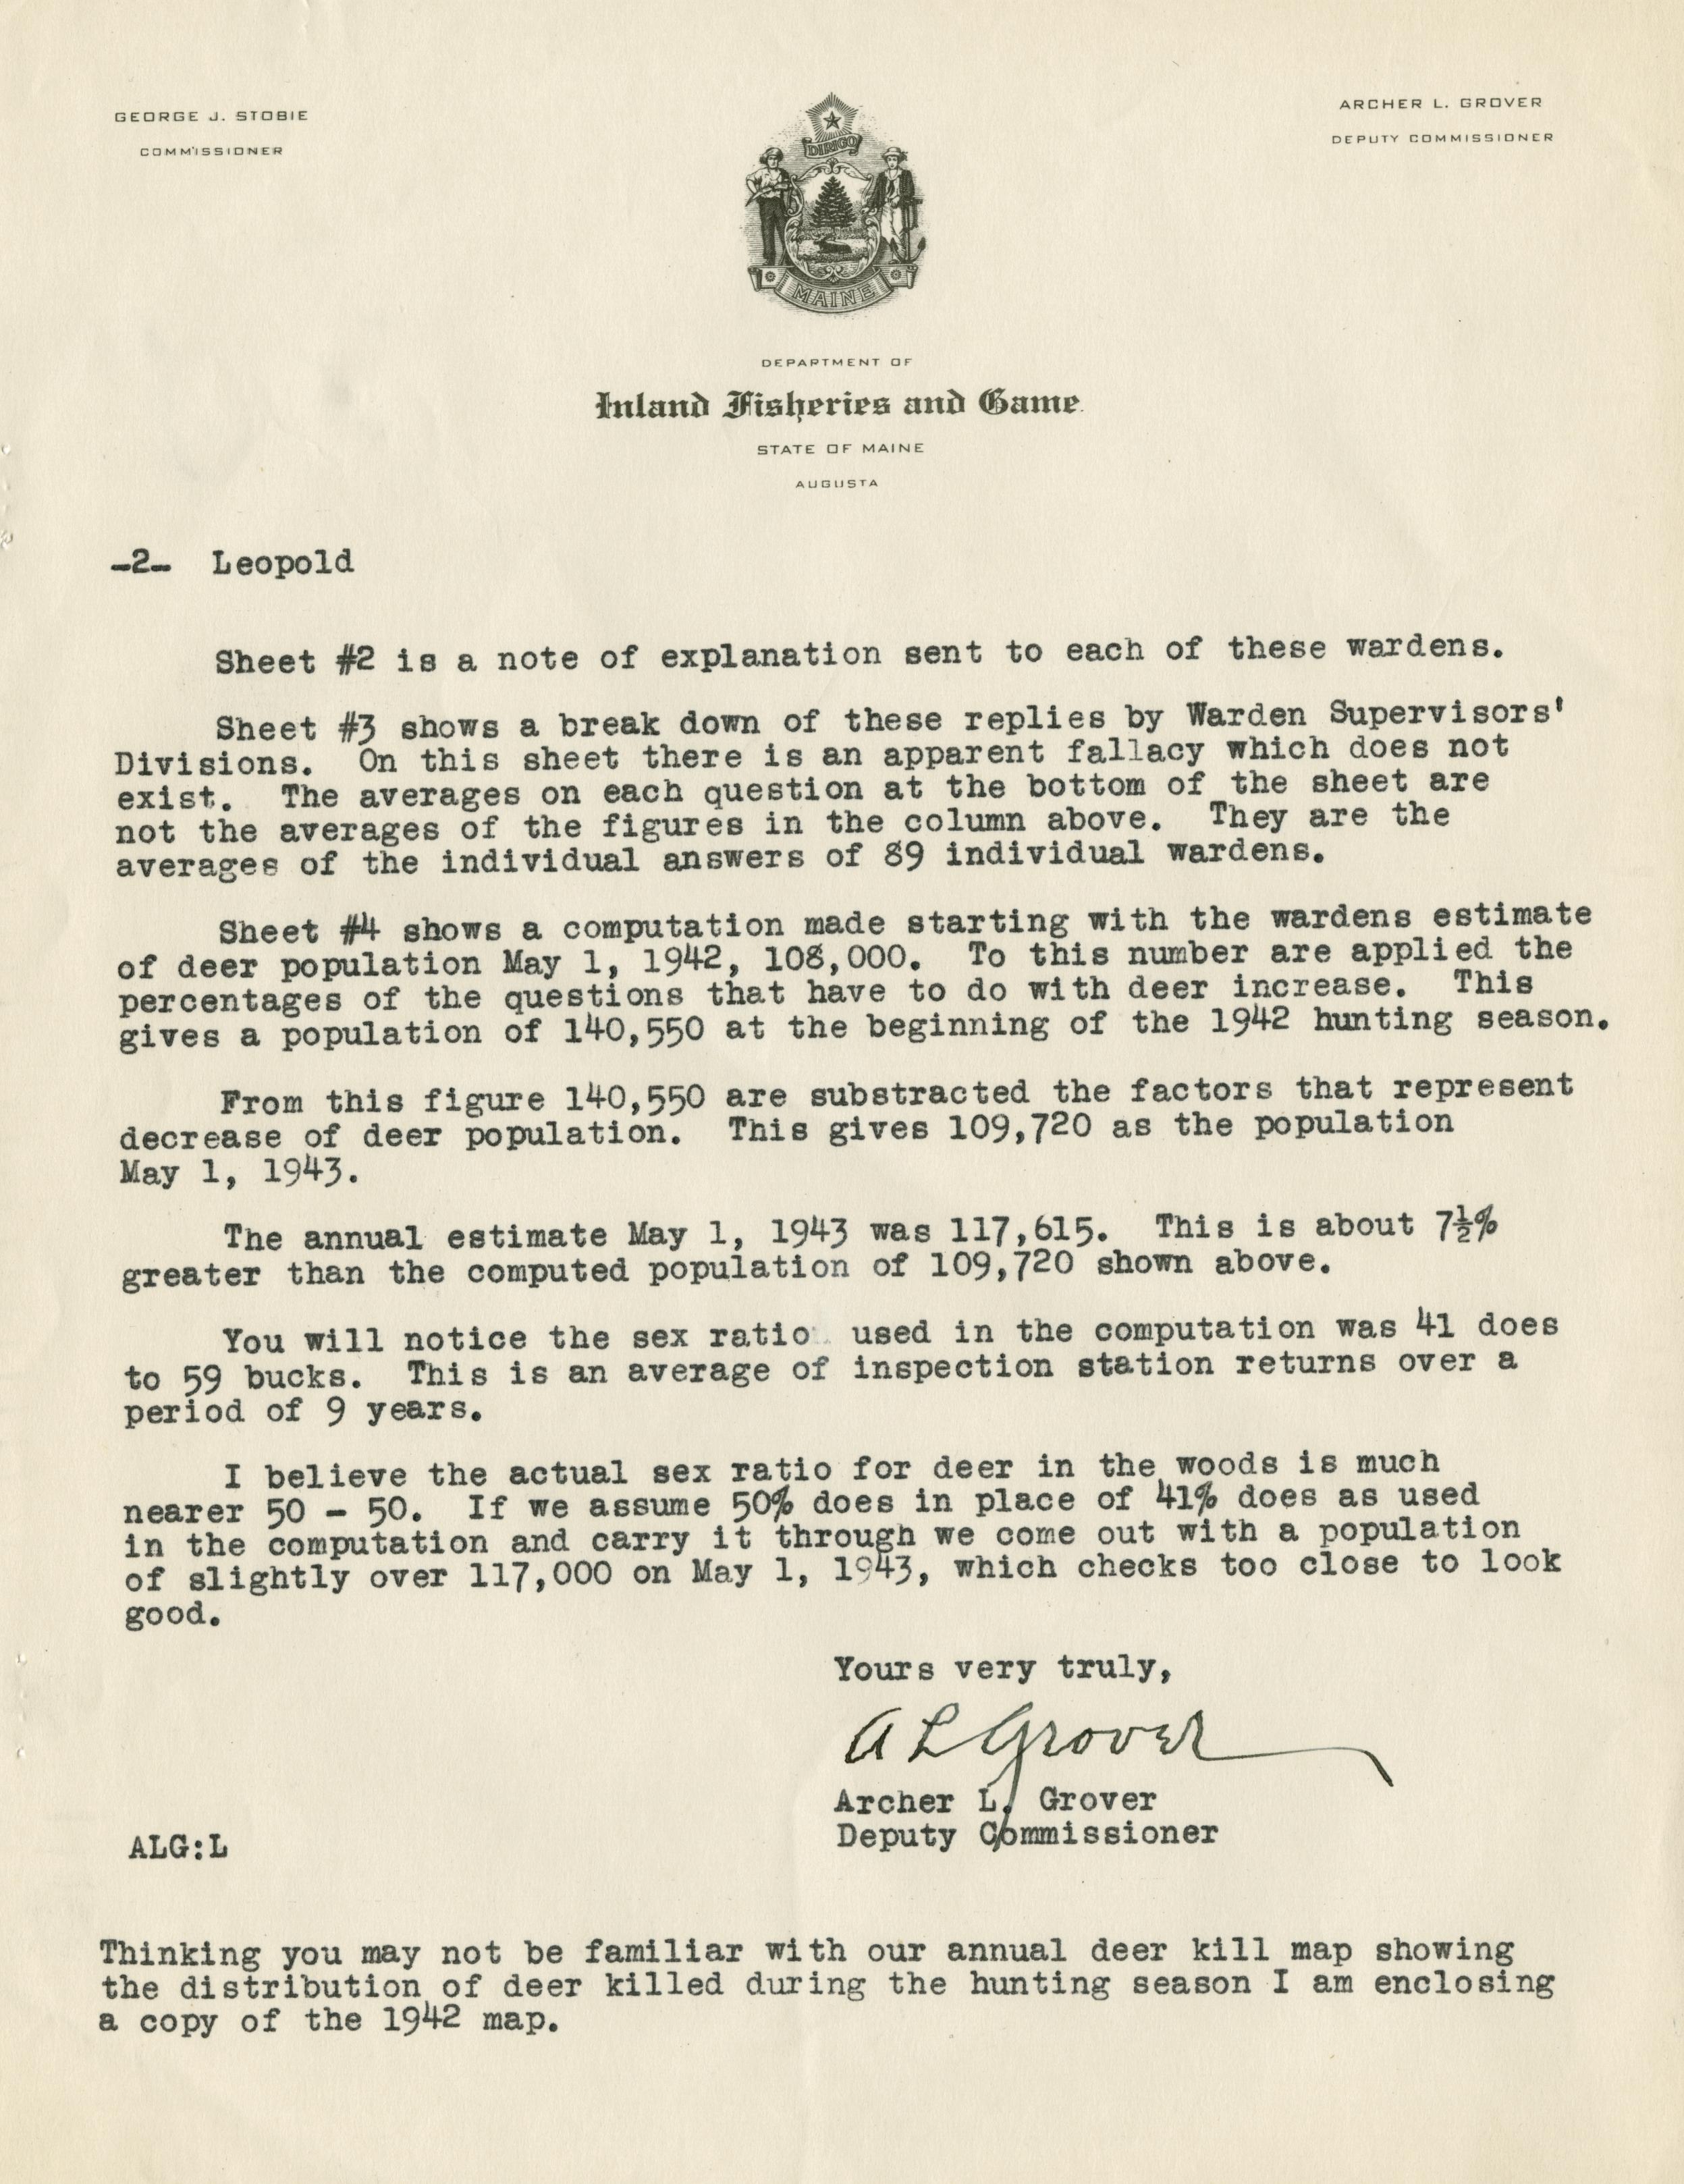 GEORGE J. STOBIE
COMMISSIONER
ARCHER L. GROVER
DEPUTY COMMISSIONER
DIRIGO
MAINE
DEPARTMENT OF
Inland Fisheries and Game
STATE OF MAINE
AUGUSTA
-2- Leopold
Sheet #2 is a note of explanation sent to each of these wardens.
Sheet #3 shows a break down of these replies by Warden Supervisors'
Divisions. On this sheet there is an apparent fallacy which does not
exist. The averages on each question at the bottom of the sheet are
not the averages of the figures in the column above. They are the
averages of the individual answers of 89 individual wardens.
Sheet #4 shows a computation made starting with the wardens estimate
of deer population May 1, 1942, 108,000. To this number are applied the
percentages of the questions that have to do with deer increase. This
gives a population of 140,550 at the beginning of the 1942 hunting season.
From this figure 140,550 are substracted the factors that represent
decrease of deer population. This gives 109,720 as the population
May 1, 1943.
The annual estimate May 1, 1943 was 117,615. This is about 7½%
greater than the computed population of 109,720 shown above.
You will notice the sex ratio used in the computation was 41 does
to 59 bucks. This is an average of inspection station returns over a
period of 9 years.
I believe the actual sex ratio for deer in the woods is much
nearer 50 - 50. If we assume 50% does in place of 41% does as used
in the computation and carry it through we come out with a population
of slightly over 117,000 on May 1, 1943, which checks too close to look
good.
Yours very truly,
A L Grover
Archer L. Grover
Deputy Commissioner
ALG:L
Thinking you may not be familiar with our annual deer kill map showing
the distribution of deer killed during the hunting season I am enclosing
a copy of the 1942 map.